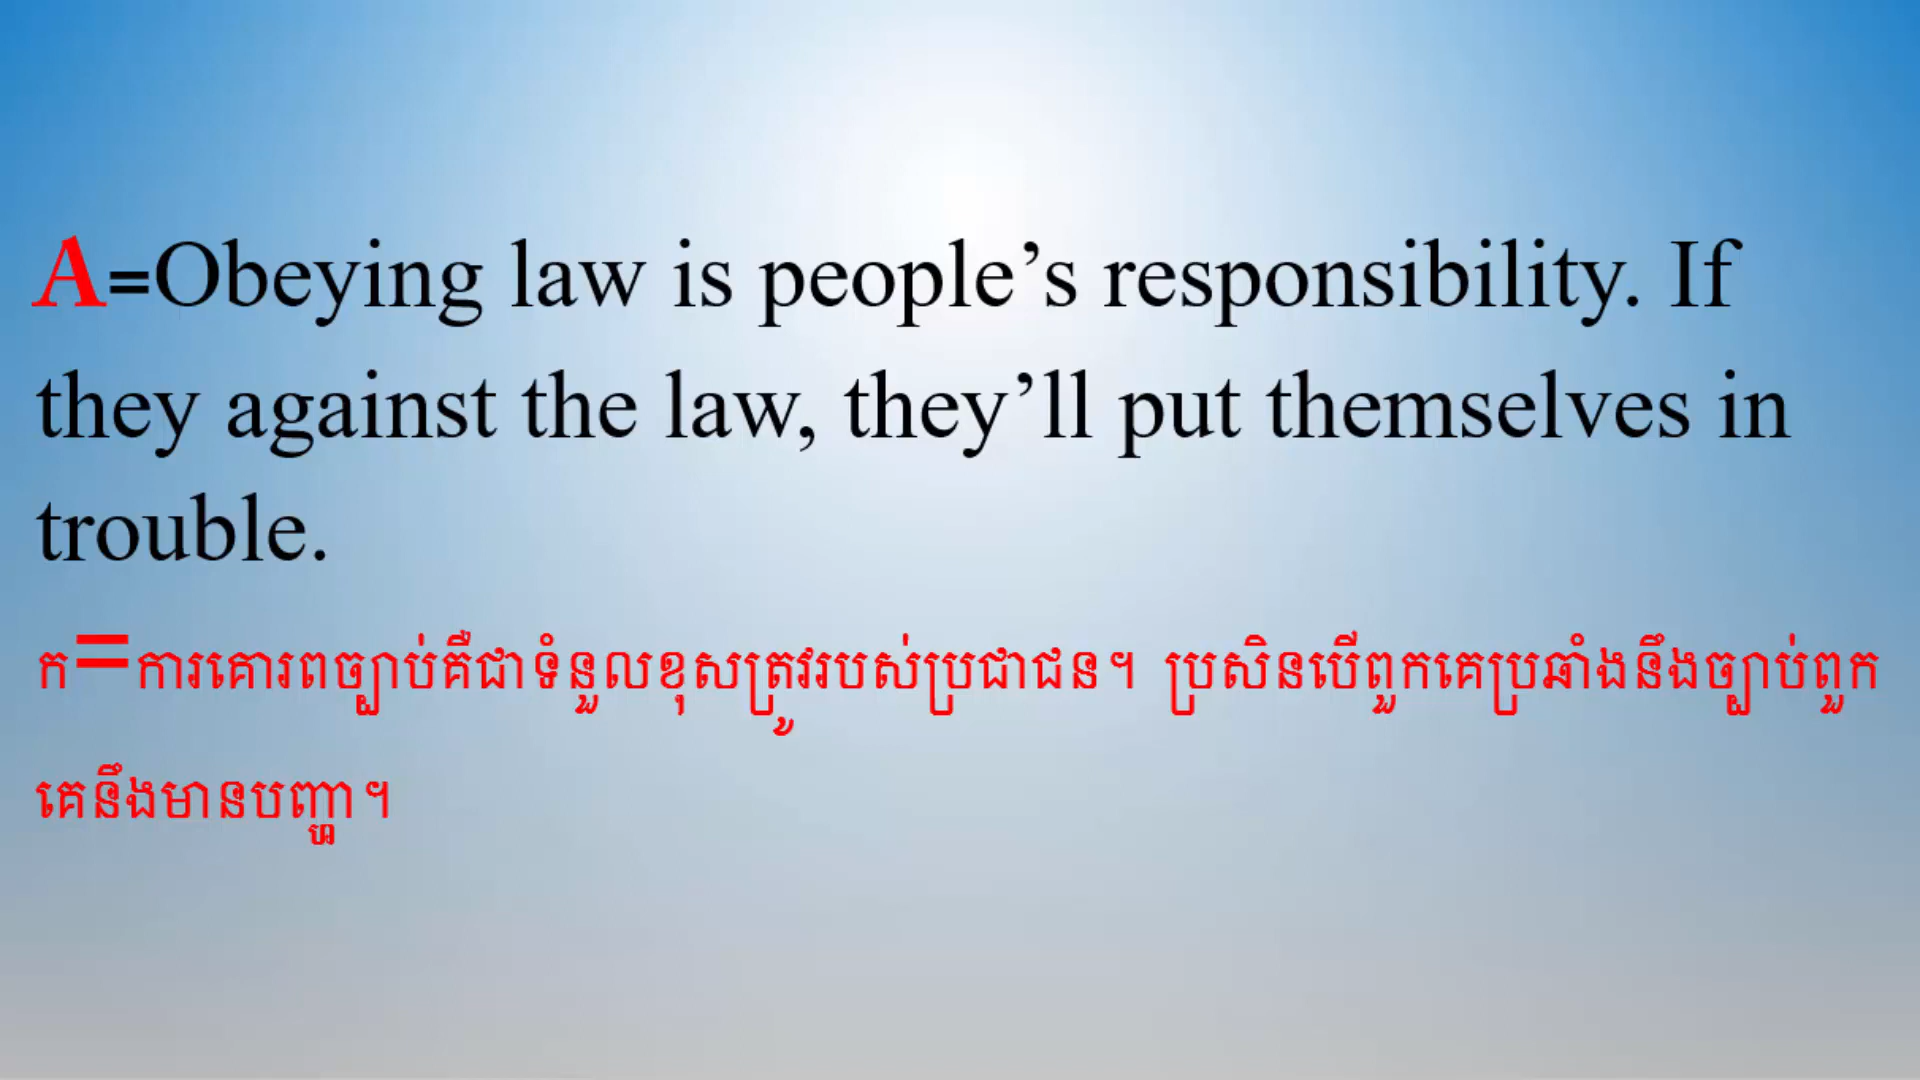 A=Obeying law is people’s responsibility. If
they against the law, they’ll put themselves in
trouble.
ក=ការគោរពច្បាប់គឺជាទំនួលខុសត្រូវរបស់ប្រជាជន។ ប្រសិនបើពួកគេប្រឆាំងនឹងច្បាប់ពួក
គេនឹងមានបញ្ហា។